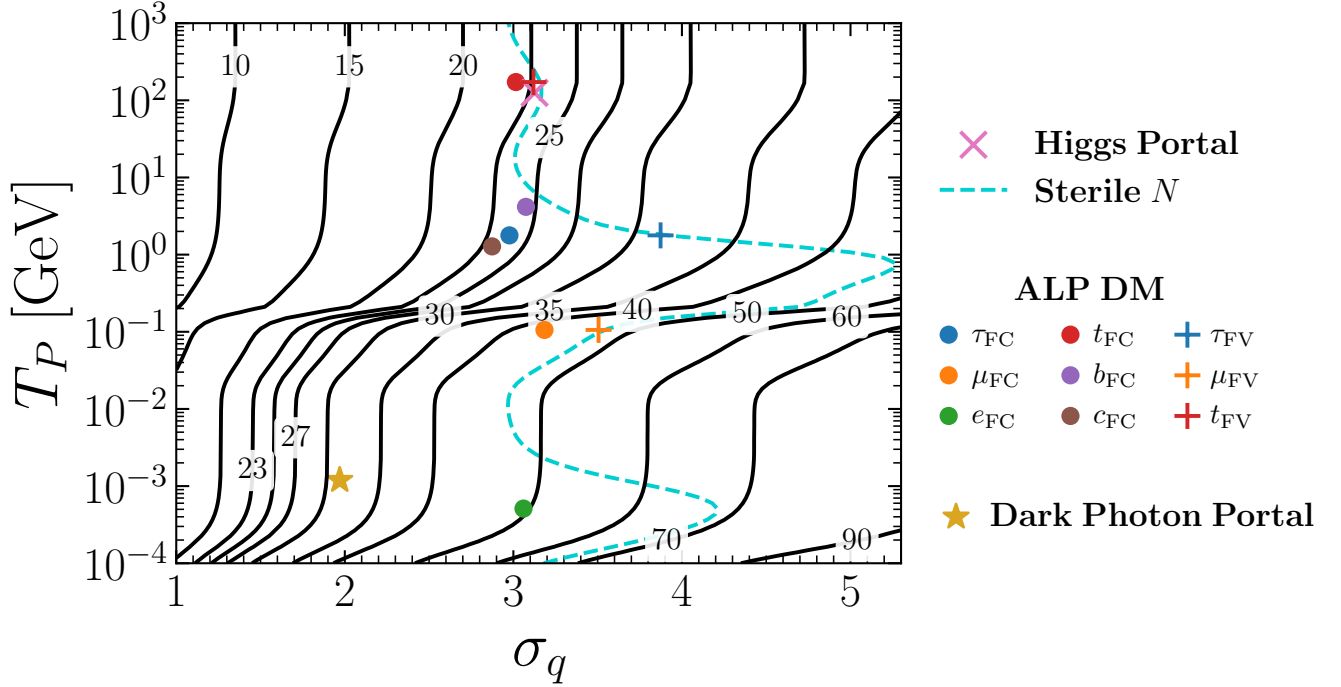 10³
10²
10¹
10⁰
10⁻¹
10⁻²
10⁻³
10⁻⁴
T_P [GeV]
10 15 20
25
30 35 40 50 60
27
23
70 90
1 2 3 4 5
σ_q
Higgs Portal
Sterile N
ALP DM
τ_FC t_FC τ_FV
μ_FC b_FC μ_FV
e_FC c_FC t_FV
Dark Photon Portal